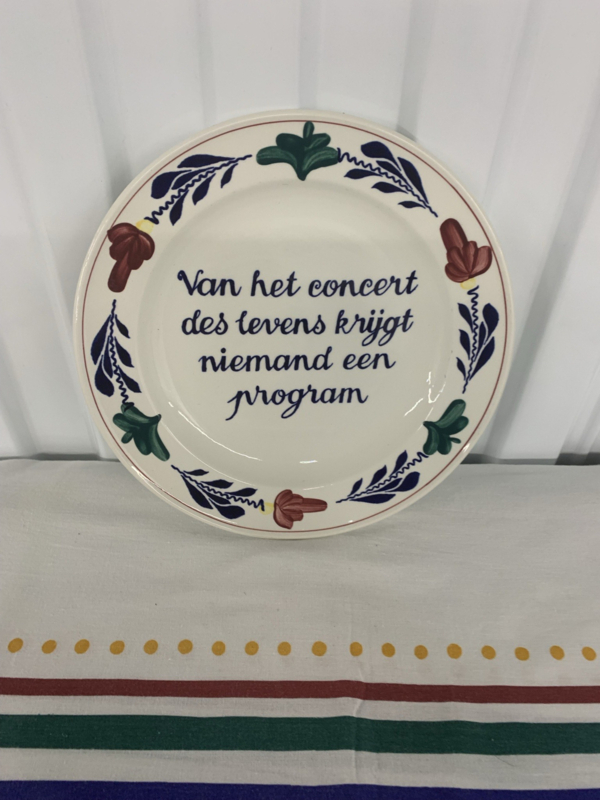 Van het concert
des levens krijgt
niemand een
program